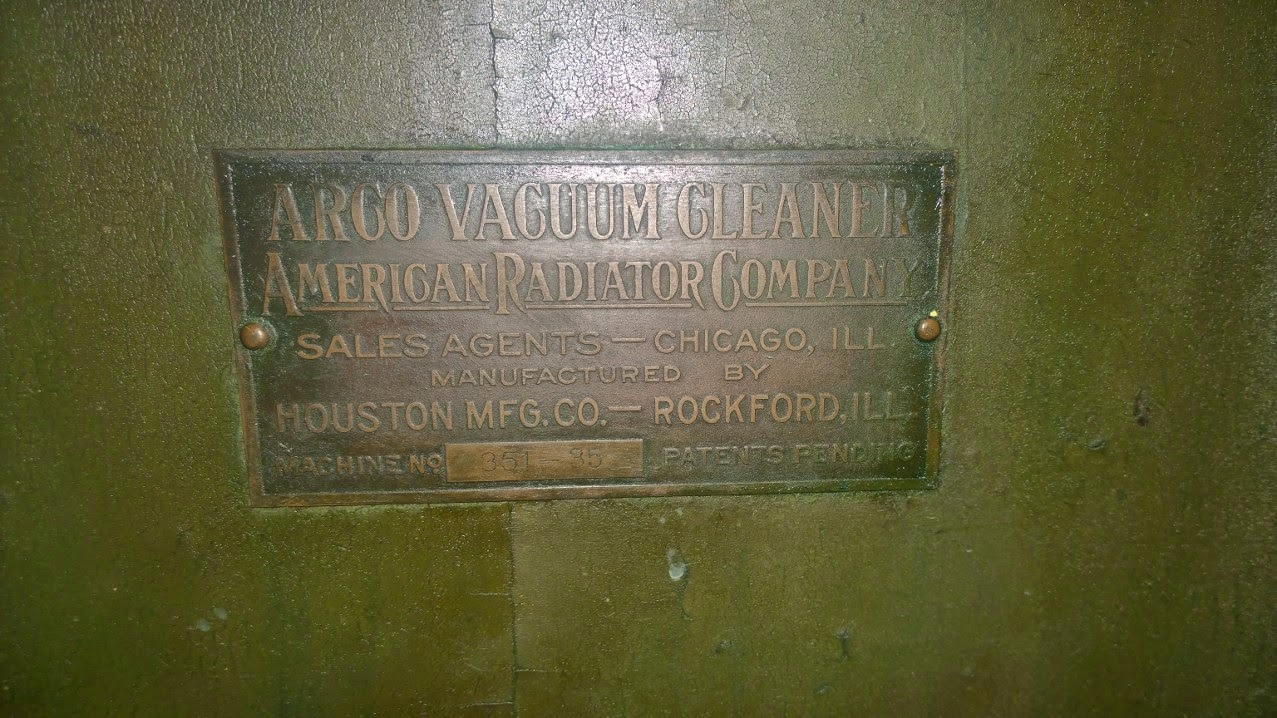 ARCO VACUUM CLEANER
AMERICAN RADIATOR COMPANY
SALES AGENTS — CHICAGO, ILL
MANUFACTURED BY
HOUSTON MFG. CO. — ROCKFORD, ILL.
MACHINE NO 351-35 PATENTS PENDING